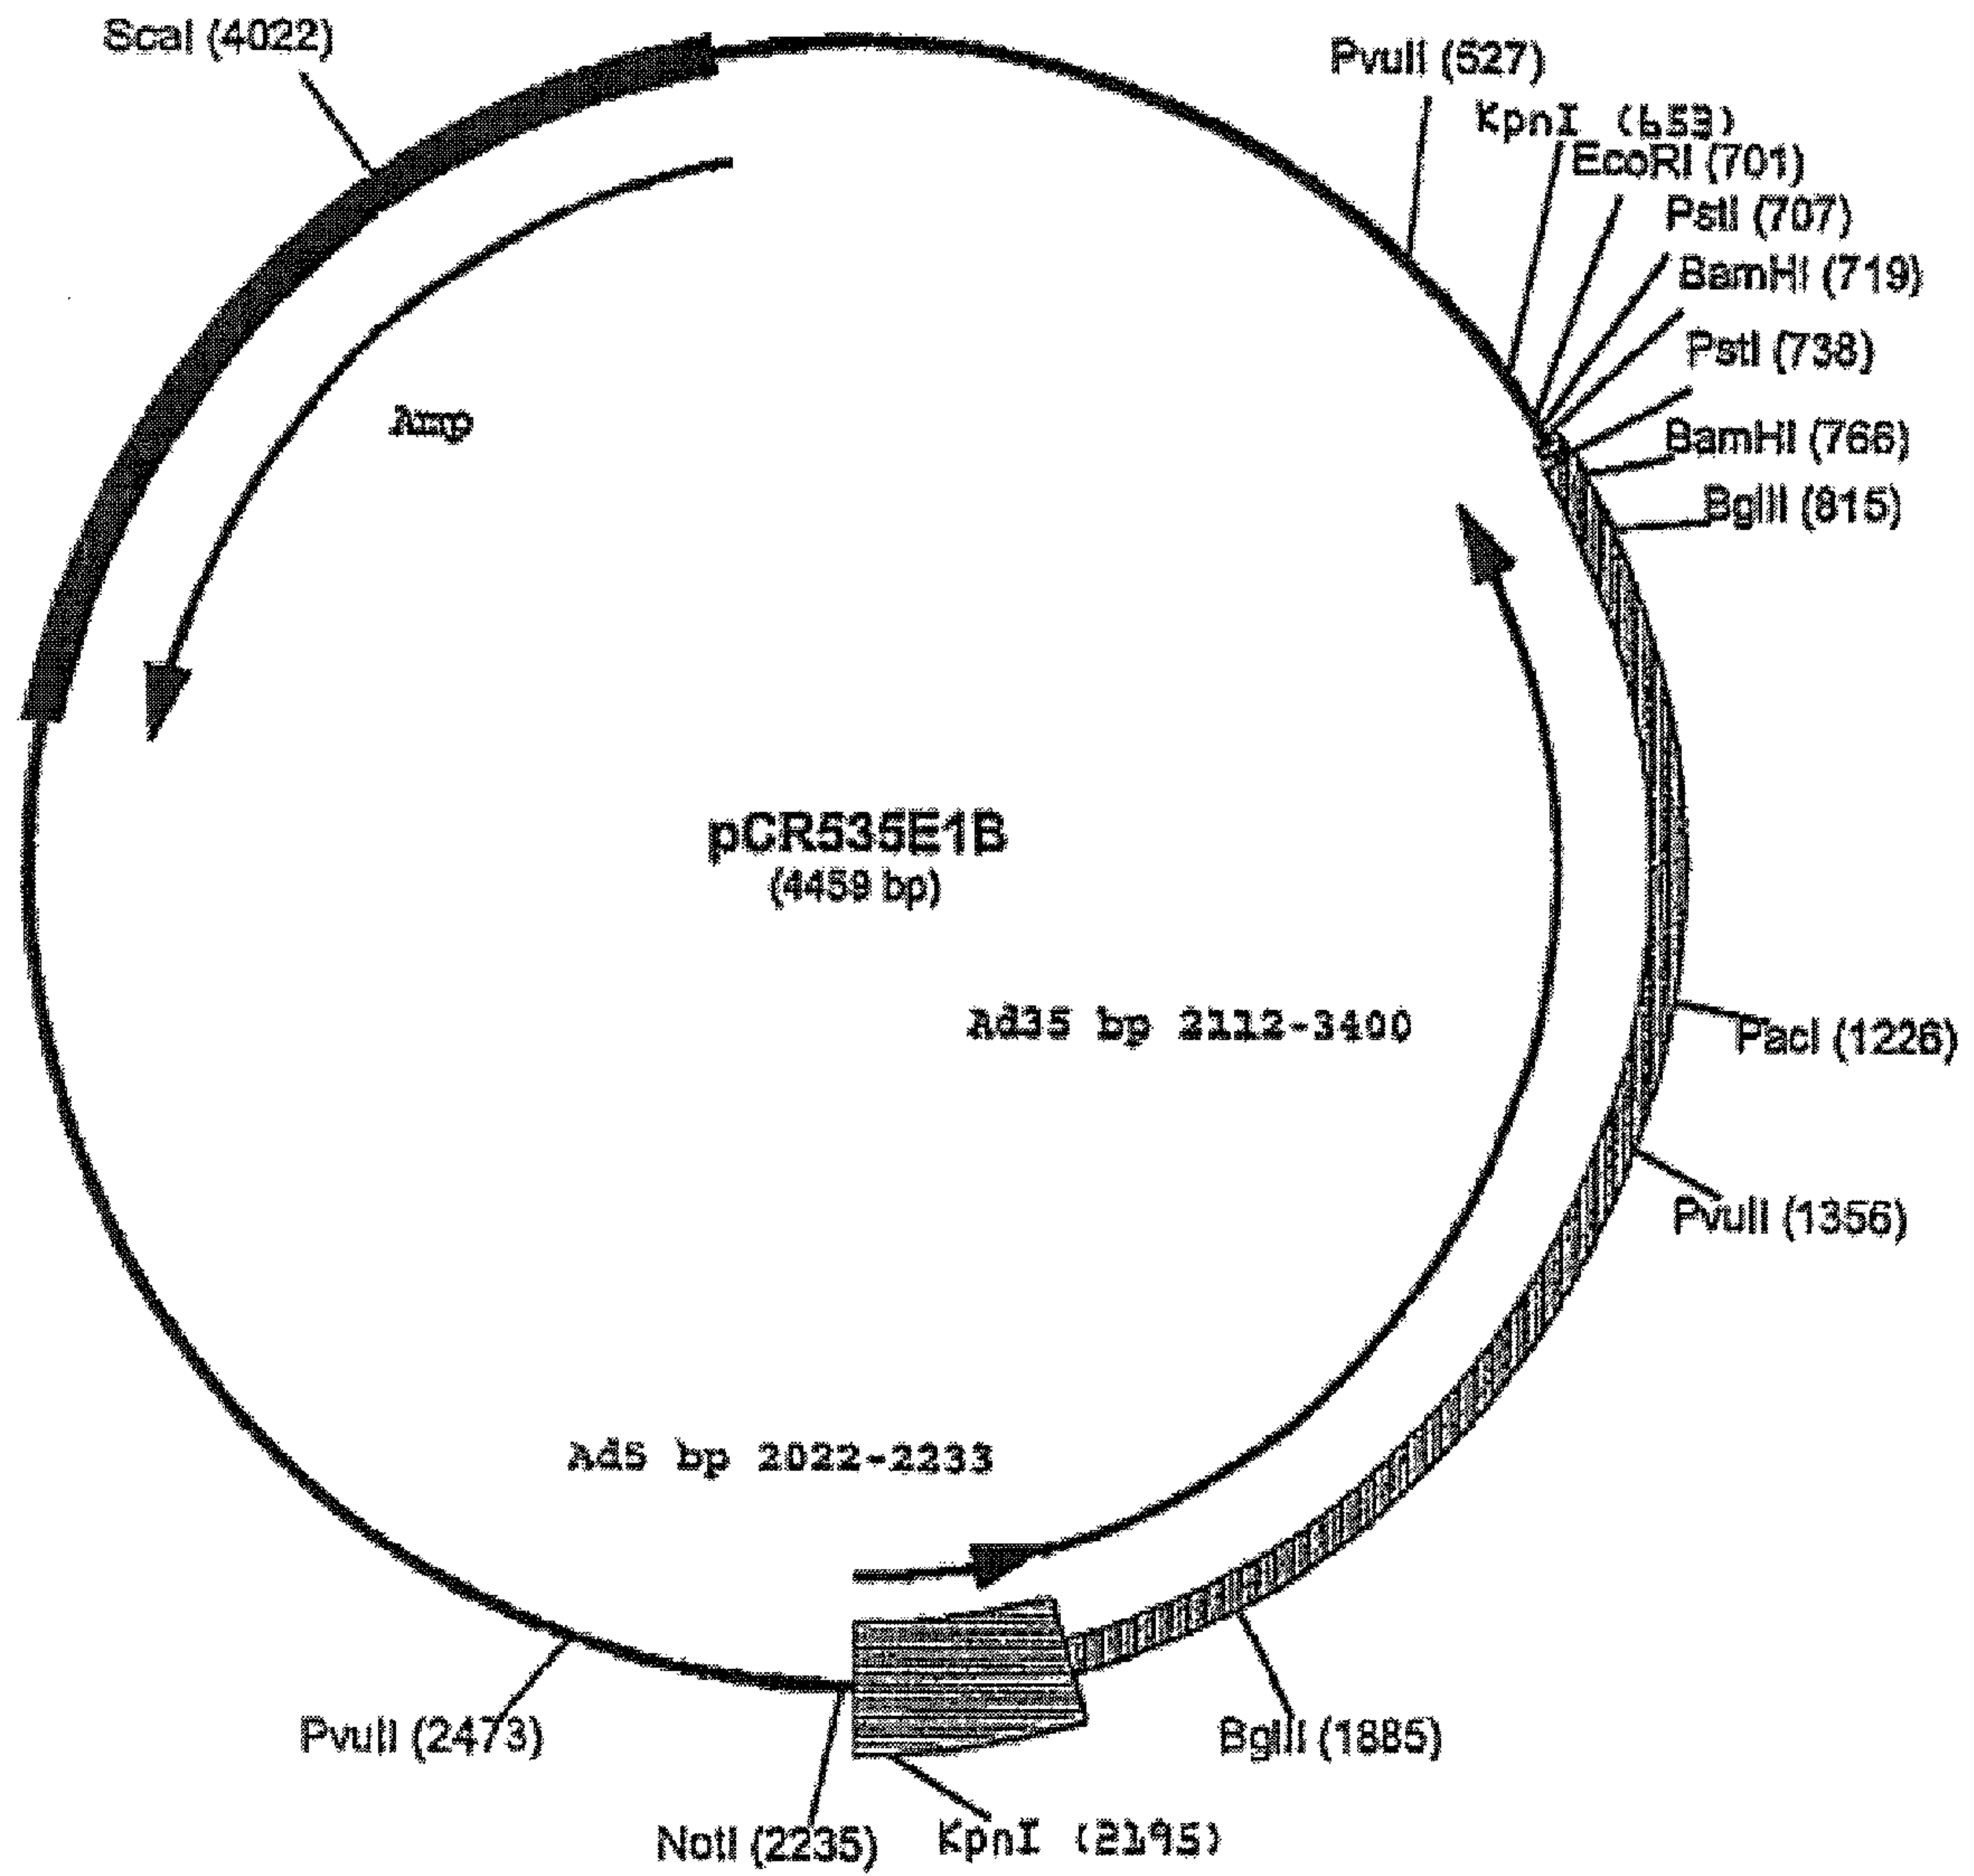 ScaI (4022)
PvuII (527)
KpnI (653)
EcoRI (701)
PstI (707)
BamHI (719)
PstI (738)
BamHI (766)
BglII (815)
Amp
pCR535E1B
(4459 bp)
Ad35 bp 2112-3400
PacI (1226)
PvuII (1356)
Ad5 bp 2022-2233
PvuII (2473)
BglII (1885)
NotI (2235)
KpnI (2195)